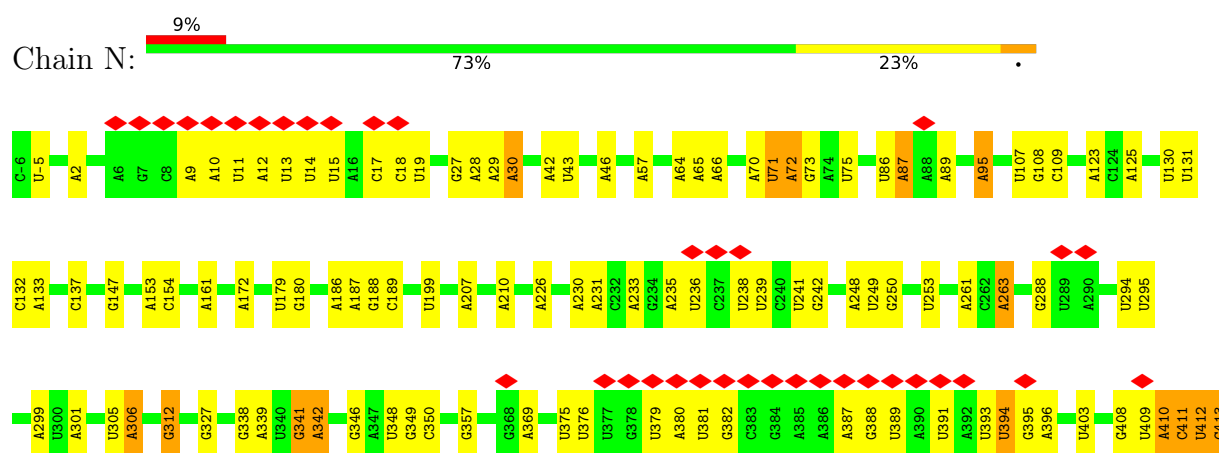 9%
Chain N:
73% 23% •
C-6 U-5 A2 A6 G7 C8 A9 A10 U11 A12 U13 U14 U15 A16 C17 C18 U19 G27 A28 A29 A30 A42 U43 A46 A57 A64 A65 A66 A70 U71 A72 G73 A74 U75 U86 A87 A88 A89 A95 U107 G108 C109 A123 C124 A125 U130 U131
C132 A133 C137 G147 A153 C154 A161 A172 U179 G180 A186 A187 G188 C189 U199 A207 A210 A226 A230 A231 C232 A233 G234 A235 U236 C237 U238 U239 C240 U241 G242 A248 U249 G250 U253 A261 C262 A263 G288 U289 A290 U294 U295
A299 U300 A301 U305 A306 G312 G327 G338 A339 U340 G341 A342 G346 A347 U348 G349 C350 G357 G368 A369 U375 U376 U377 G378 U379 A380 U381 G382 C383 G384 A385 A386 A387 G388 U389 A390 U391 A392 U393 U394 G395 A396 U403 G408 U409 A410 C411 U412